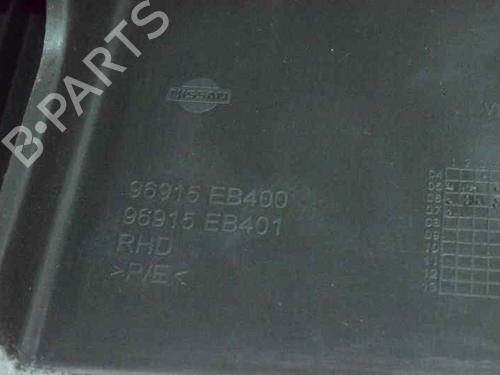 B-PARTS
NISSAN
96915 EB400
96915 EB401
RHD
>P/E<